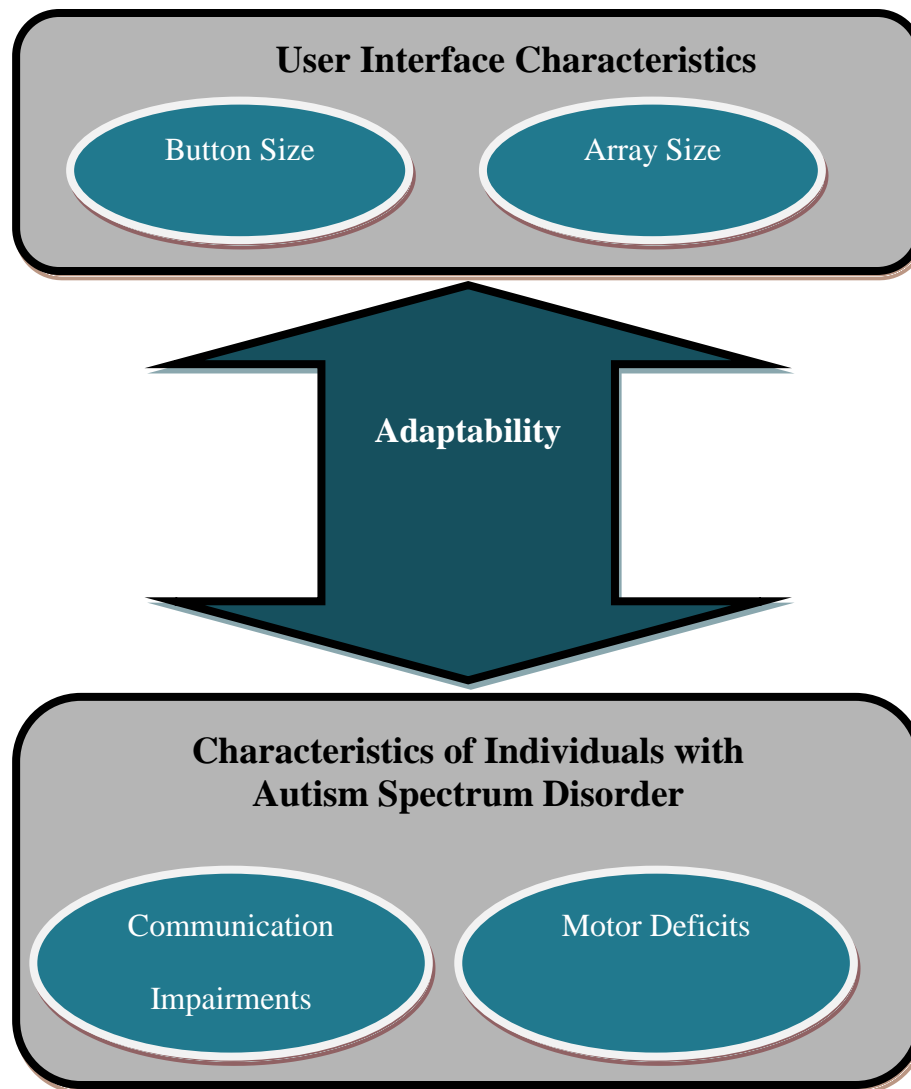 User Interface Characteristics
Button Size
Array Size
Adaptability
Characteristics of Individuals with
Autism Spectrum Disorder
Communication
Impairments
Motor Deficits